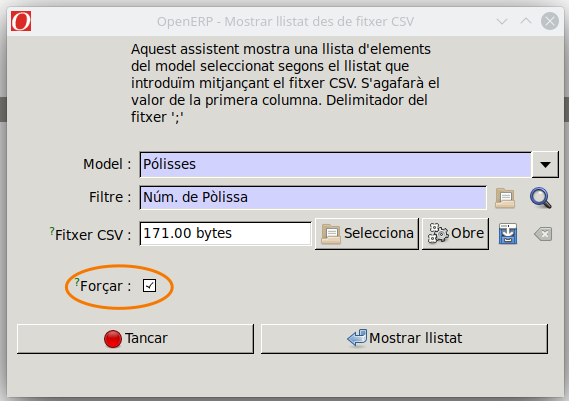 OpenERP - Mostrar llistat des de fitxer CSV
Aquest assistent mostra una llista d'elements
del model seleccionat segons el llistat que
introduïm mitjançant el fitxer CSV. S'agafarà el
valor de la primera columna. Delimitador del
fitxer ';'
Model : Pólisses
Filtre : Núm. de Pòlissa
?Fitxer CSV : 171.00 bytes Selecciona Obre
?Forçar :
Tancar Mostrar llistat